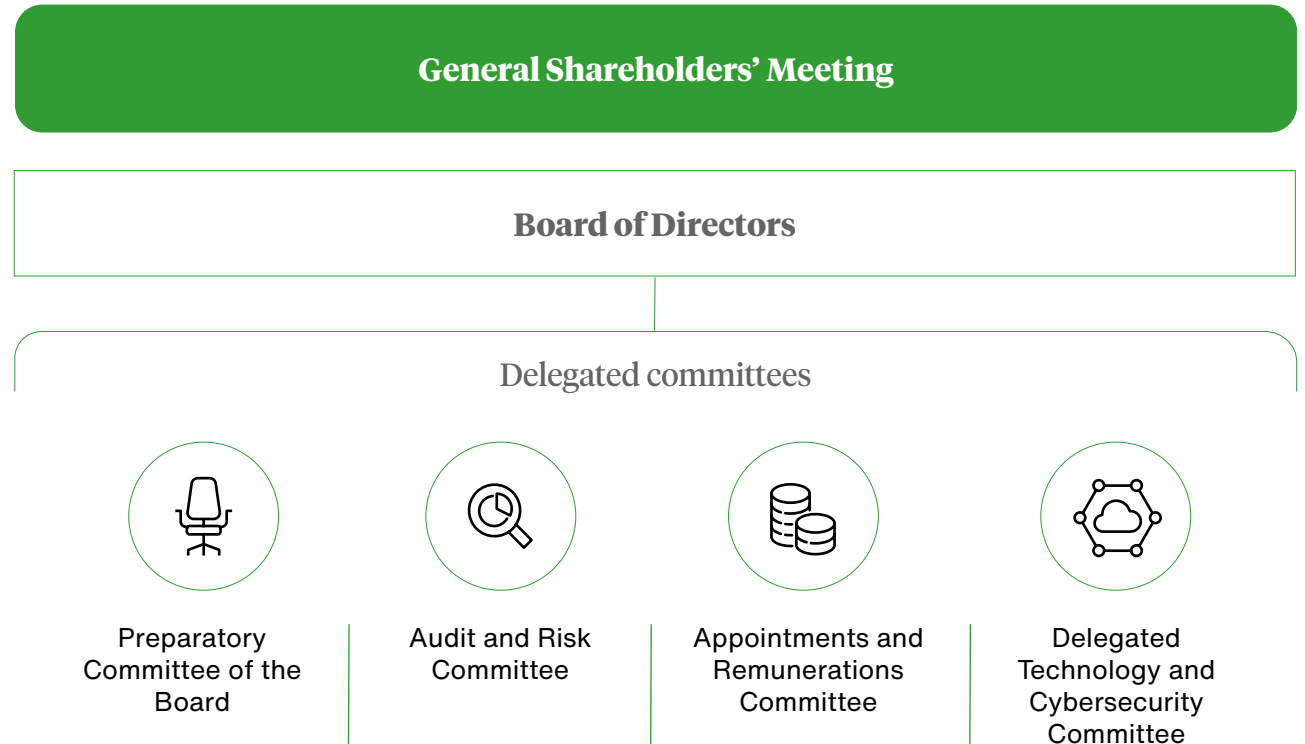 General Shareholders’ Meeting
Board of Directors
Delegated committees
Preparatory
Committee of the
Board
Audit and Risk
Committee
Appointments and
Remunerations
Committee
Delegated
Technology and
Cybersecurity
Committee